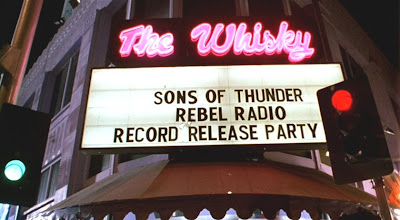 The Whisky
SONS OF THUNDER
REBEL RADIO
RECORD RELEASE PARTY